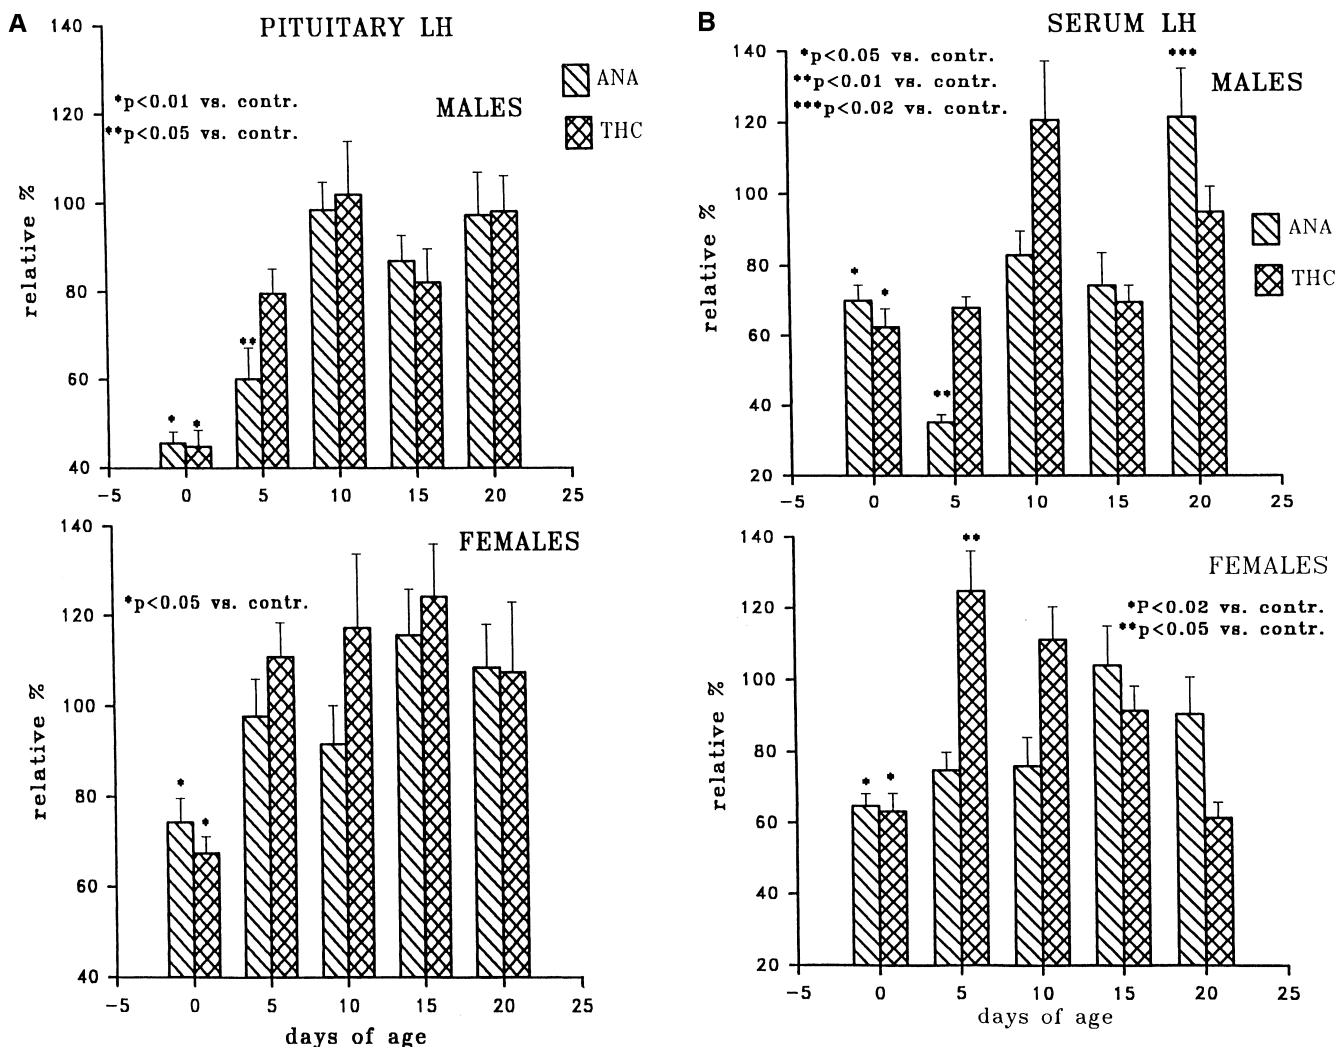 A
PITUITARY LH
140
120
100
80
60
40
relative %
*p<0.01 vs. contr.
**p<0.05 vs. contr.
MALES
ANA
THC
*
*
**
-5 0 5 10 15 20 25
140
120
100
80
60
40
relative %
FEMALES
*p<0.05 vs. contr.
*
*
-5 0 5 10 15 20 25
days of age
B
SERUM LH
140
120
100
80
60
40
20
relative %
*p<0.05 vs. contr.
**p<0.01 vs. contr.
***p<0.02 vs. contr.
***
MALES
ANA
THC
*
*
**
-5 0 5 10 15 20 25
140
120
100
80
60
40
20
relative %
**
FEMALES
*P<0.02 vs. contr.
**p<0.05 vs. contr.
*
*
-5 0 5 10 15 20 25
days of age